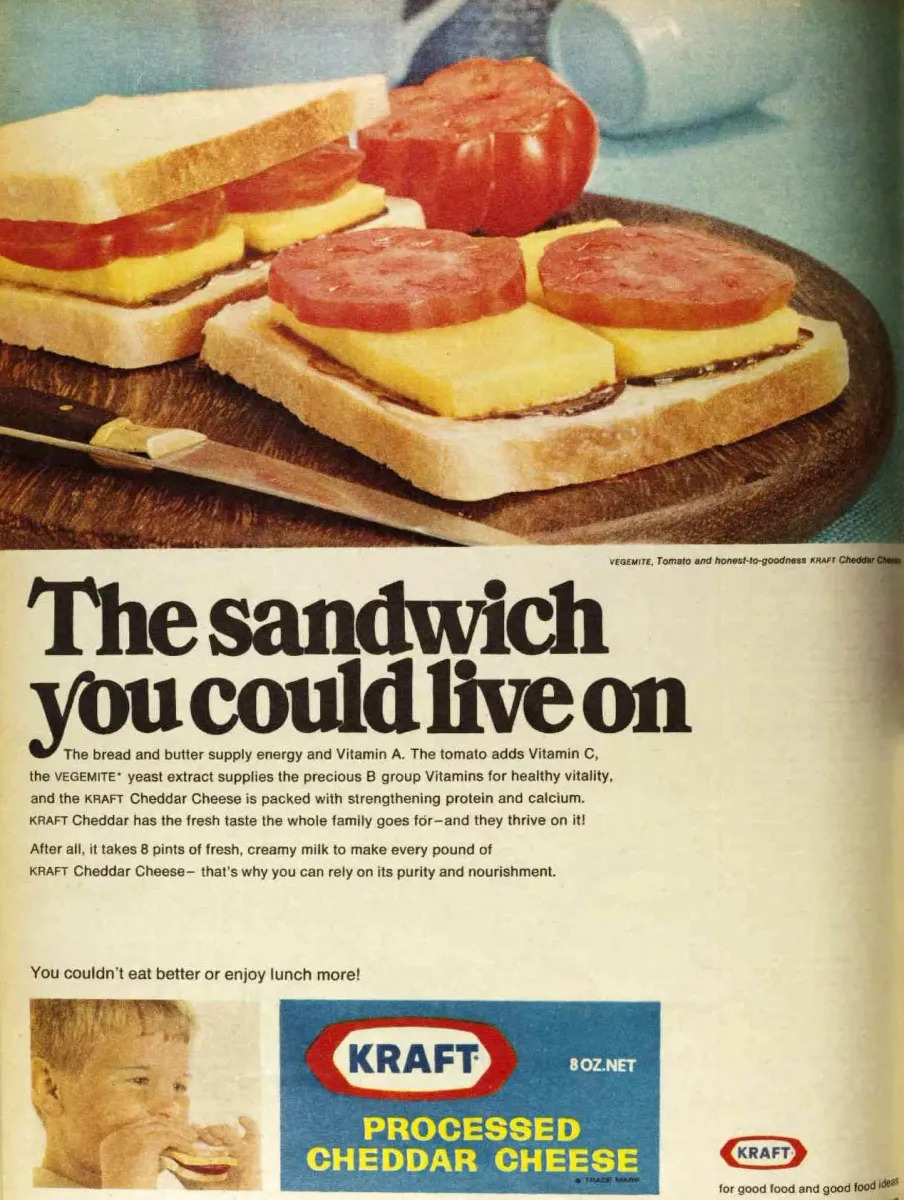 VEGEMITE, Tomato and honest-to-goodness KRAFT Cheddar Cheese
The sandwich
you could live on
The bread and butter supply energy and Vitamin A. The tomato adds Vitamin C,
the VEGEMITE* yeast extract supplies the precious B group Vitamins for healthy vitality,
and the KRAFT Cheddar Cheese is packed with strengthening protein and calcium.
KRAFT Cheddar has the fresh taste the whole family goes for—and they thrive on it!
After all, it takes 8 pints of fresh, creamy milk to make every pound of
KRAFT Cheddar Cheese— that's why you can rely on its purity and nourishment.
You couldn't eat better or enjoy lunch more!
KRAFT
8 OZ.NET
PROCESSED
CHEDDAR CHEESE
TRADE MARK
KRAFT
for good food and good food ideas